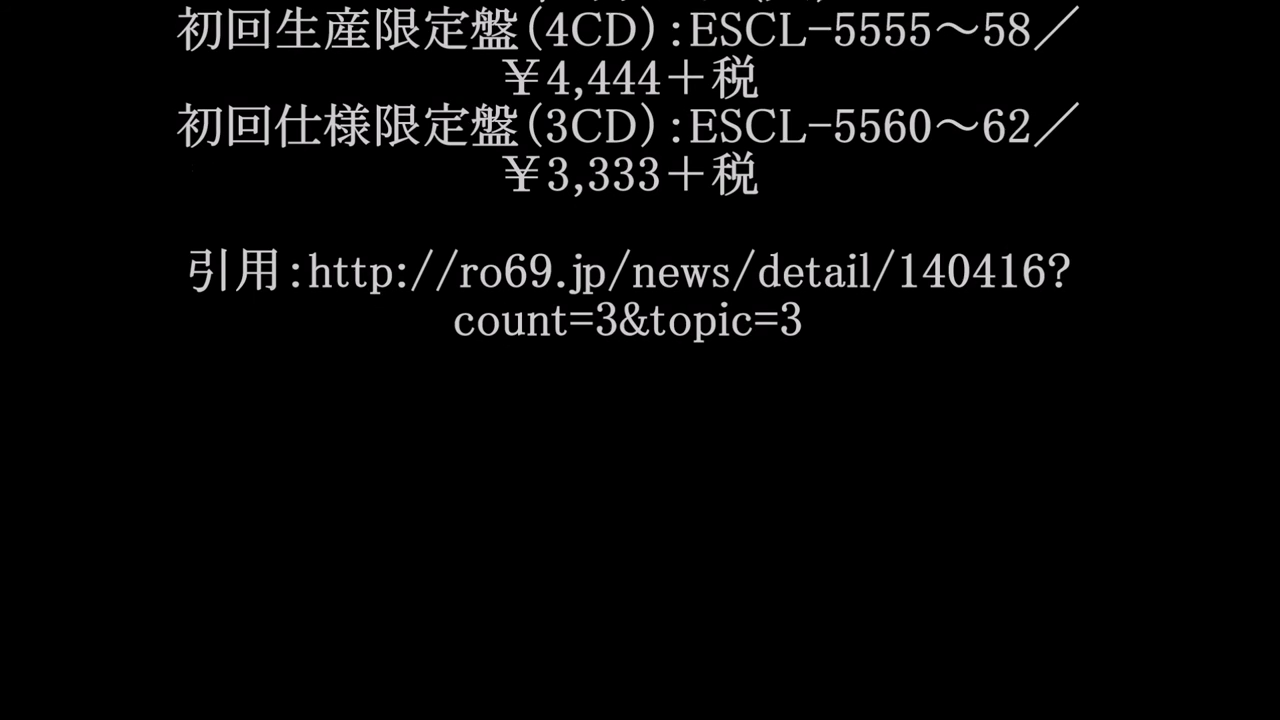 初回生産限定盤(4CD):ESCL-5555～58／
￥4,444＋税
初回仕様限定盤(3CD):ESCL-5560～62／
￥3,333＋税
引用:http://ro69.jp/news/detail/140416?
count=3&topic=3